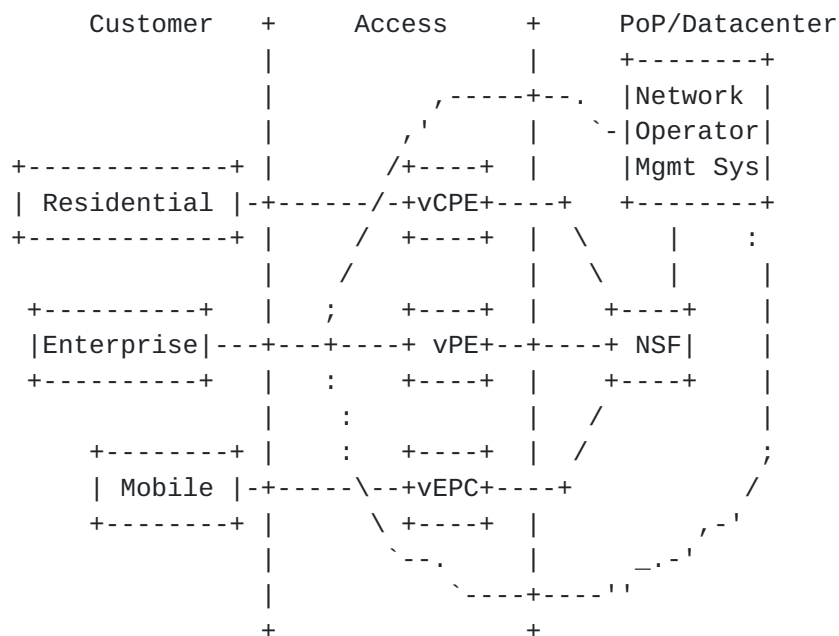 Customer Access PoP/Datacenter
Network
Operator
Mgmt Sys
Residential vCPE
Enterprise vPE NSF
Mobile vEPC